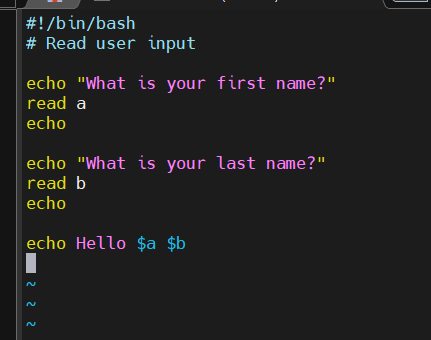 #!/bin/bash
# Read user input
echo "What is your first name?"
read a
echo
echo "What is your last name?"
read b
echo
echo Hello $a $b
~
~
~